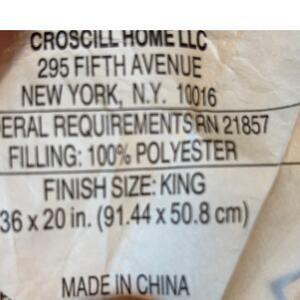 CROSCILL HOME LLC
295 FIFTH AVENUE
NEW YORK, N.Y. 10016
ERAL REQUIREMENTS RN 21857
FILLING: 100% POLYESTER
FINISH SIZE: KING
36 x 20 in. (91.44 x 50.8 cm)
MADE IN CHINA